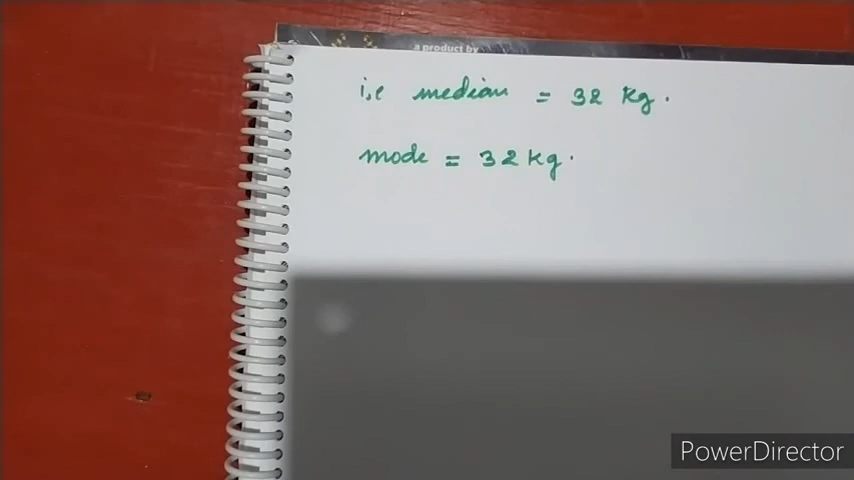 a product by
i,e median = 32 kg.
mode = 32 kg.
PowerDirector